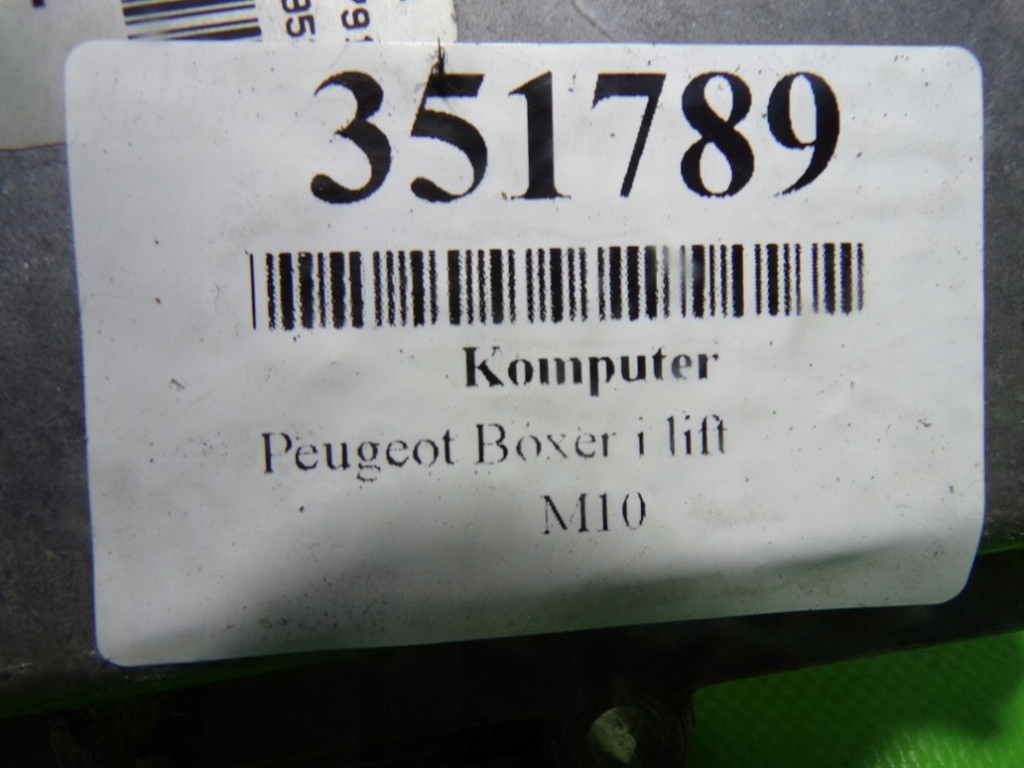 351789
Komputer
Peugeot Boxer i lift
M10